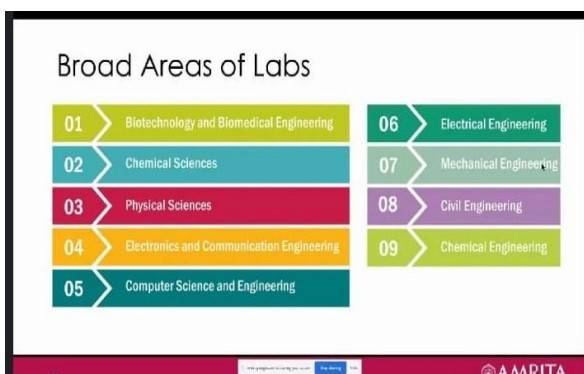 Broad Areas of Labs
01 Biotechnology and Biomedical Engineering
02 Chemical Sciences
03 Physical Sciences
04 Electronics and Communication Engineering
05 Computer Science and Engineering
06 Electrical Engineering
07 Mechanical Engineering
08 Civil Engineering
09 Chemical Engineering
AMRITA